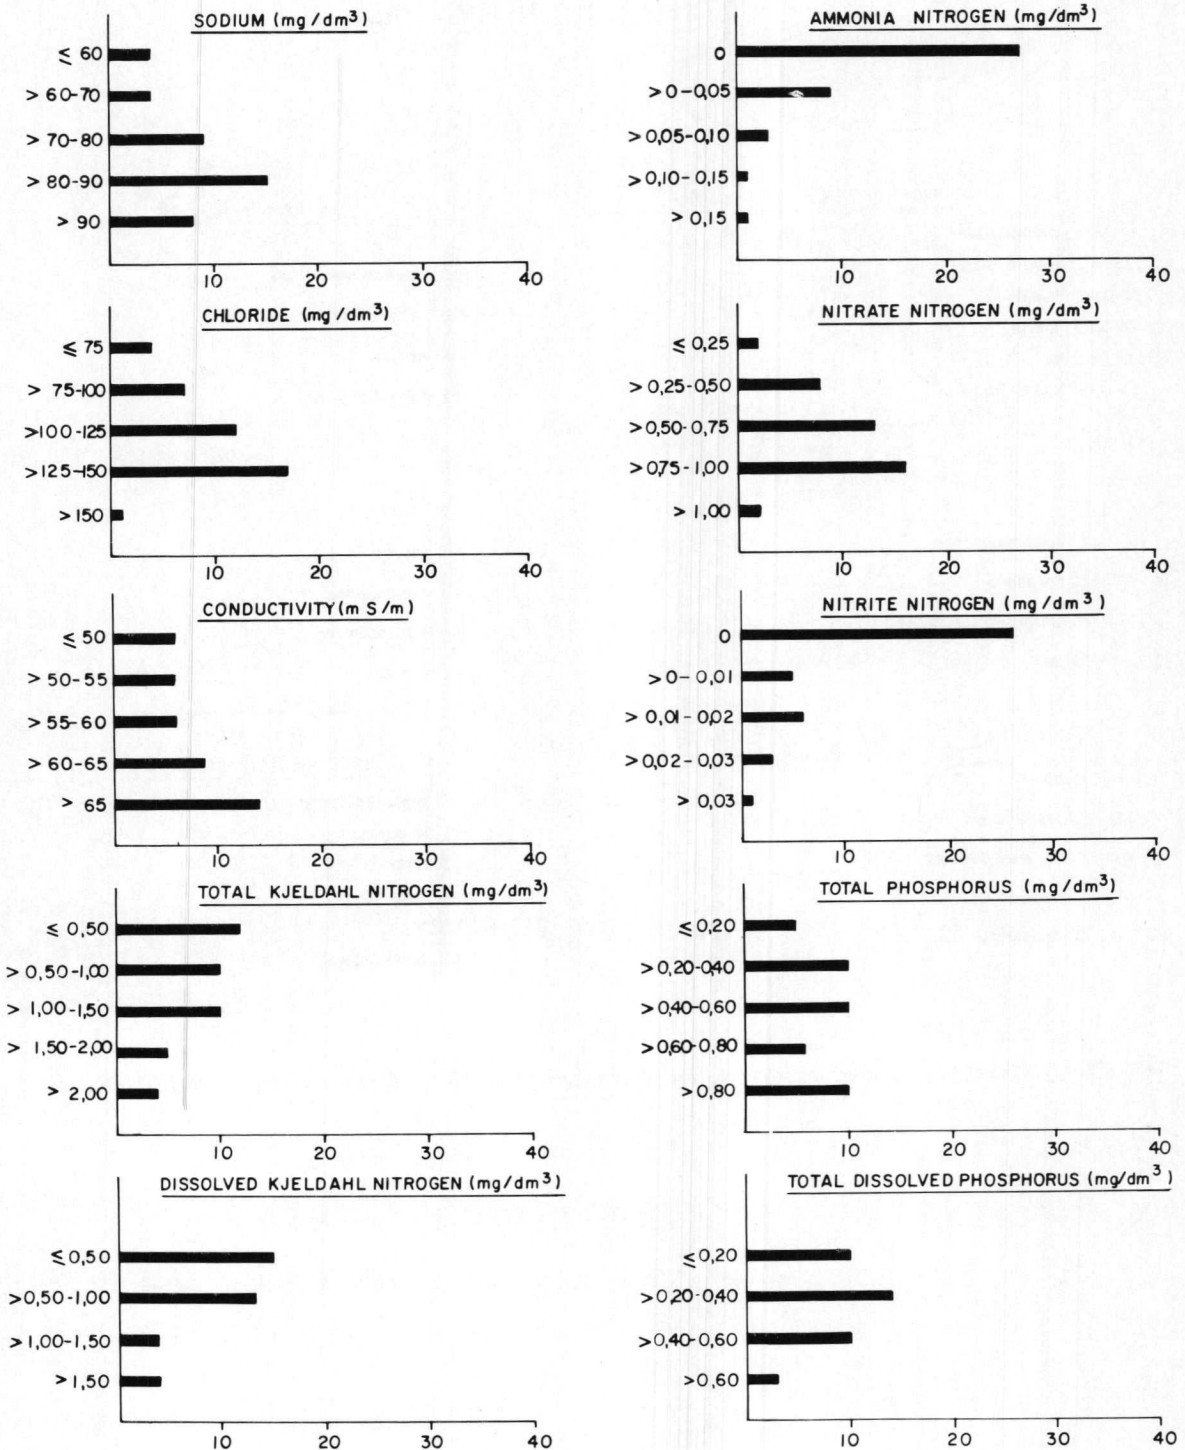 SODIUM (mg/dm³)
≤ 60
> 60-70
> 70-80
> 80-90
> 90
10 20 30 40
CHLORIDE (mg/dm³)
≤ 75
> 75-100
>100-125
>125-150
>150
10 20 30 40
CONDUCTIVITY (m S/m)
≤ 50
> 50-55
> 55-60
> 60-65
> 65
10 20 30 40
TOTAL KJELDAHL NITROGEN (mg/dm³)
≤ 0,50
> 0,50-1,00
> 1,00-1,50
> 1,50-2,00
> 2,00
10 20 30 40
DISSOLVED KJELDAHL NITROGEN (mg/dm³)
≤ 0,50
>0,50-1,00
>1,00-1,50
>1,50
10 20 30 40
AMMONIA NITROGEN (mg/dm³)
0
>0-0,05
>0,05-0,10
>0,10-0,15
> 0,15
10 20 30 40
NITRATE NITROGEN (mg/dm³)
≤ 0,25
>0,25-0,50
>0,50-0,75
>0,75-1,00
> 1,00
10 20 30 40
NITRITE NITROGEN (mg/dm³)
0
>0-0,01
> 0,01-0,02
> 0,02-0,03
> 0,03
10 20 30 40
TOTAL PHOSPHORUS (mg/dm³)
≤ 0,20
>0,20-0,40
>0,40-0,60
>0,60-0,80
>0,80
10 20 30 40
TOTAL DISSOLVED PHOSPHORUS (mg/dm³)
≤ 0,20
>0,20-0,40
>0,40-0,60
>0,60
10 20 30 40